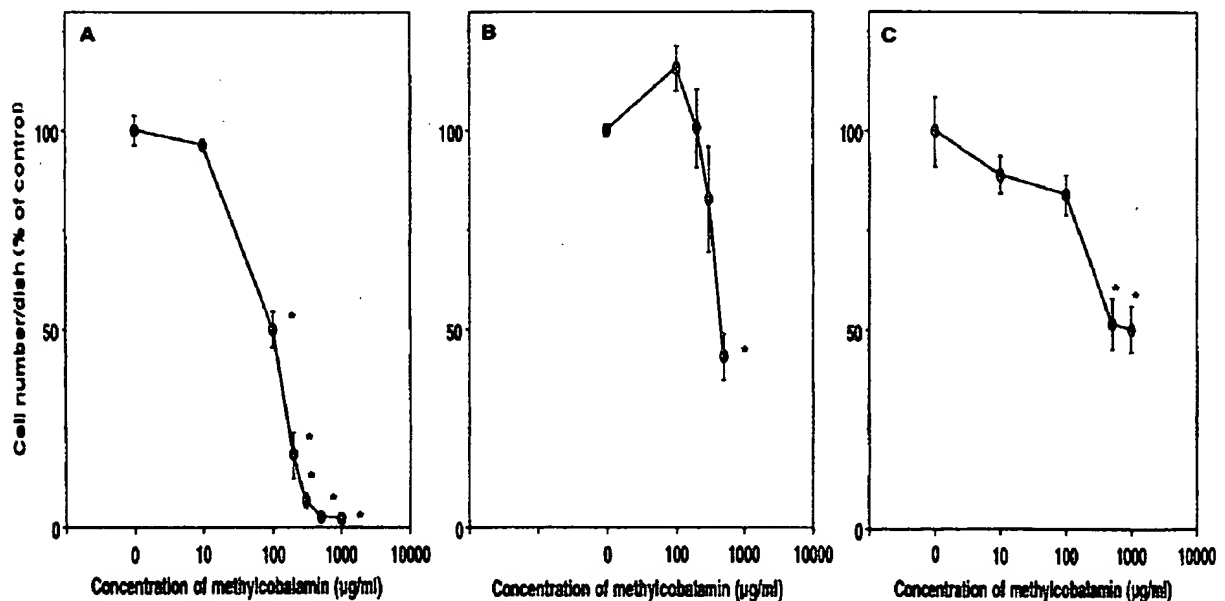 A
B
C
Cell number/dish (% of control)
100
50
0
100
50
0
100
50
0
0 10 100 1000 10000
0 100 1000 10000
0 10 100 1000 10000
Concentration of methylcobalamin (µg/ml)
Concentration of methylcobalamin (µg/ml)
Concentration of methylcobalamin (µg/ml)